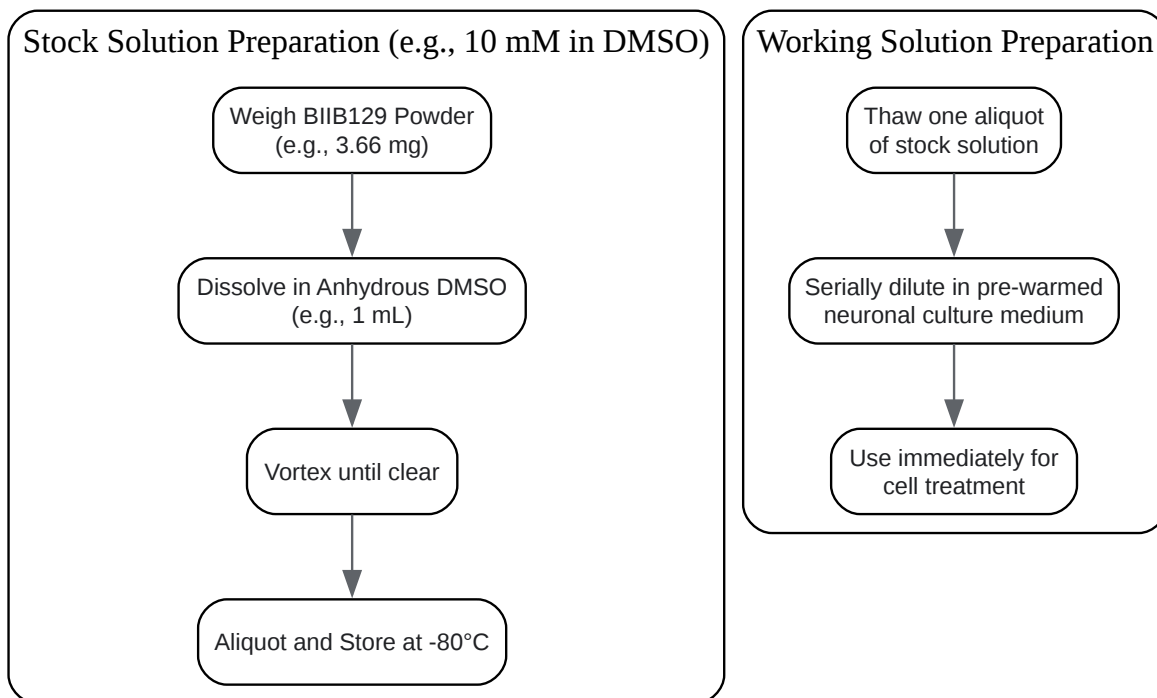 Stock Solution Preparation (e.g., 10 mM in DMSO)
Weigh BIIB129 Powder
(e.g., 3.66 mg)
Dissolve in Anhydrous DMSO
(e.g., 1 mL)
Vortex until clear
Aliquot and Store at -80°C
Working Solution Preparation
Thaw one aliquot
of stock solution
Serially dilute in pre-warmed
neuronal culture medium
Use immediately for
cell treatment